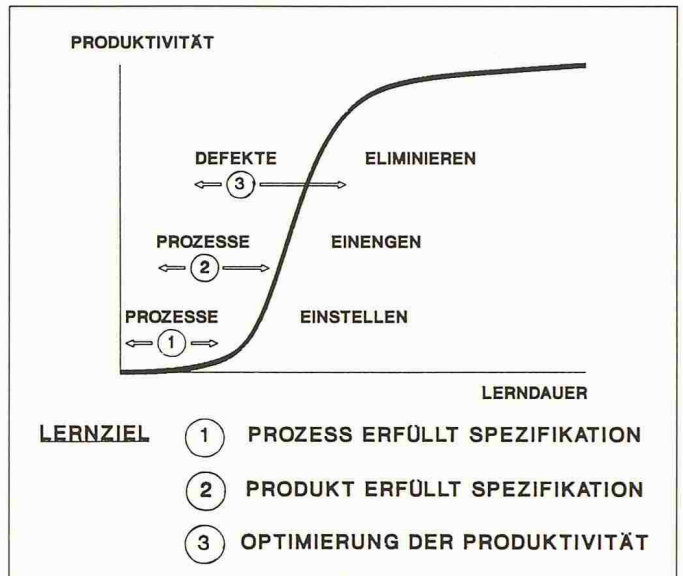 PRODUKTIVITÄT
DEFEKTE ELIMINIEREN
3
PROZESSE EINENGEN
2
PROZESSE EINSTELLEN
1
LERNDAUER
LERNZIEL 1 PROZESS ERFÜLLT SPEZIFIKATION
2 PRODUKT ERFÜLLT SPEZIFIKATION
3 OPTIMIERUNG DER PRODUKTIVITÄT